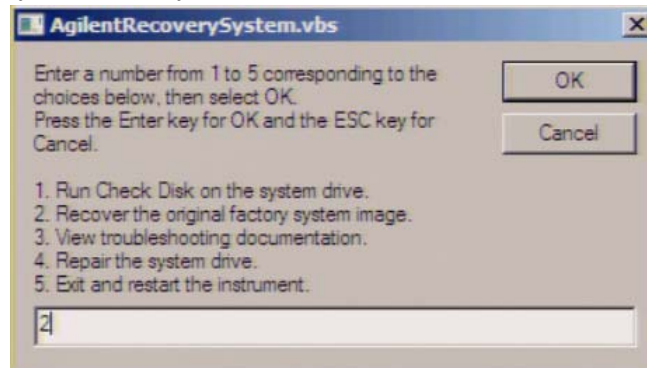 AgilentRecoverySystem.vbs
Enter a number from 1 to 5 corresponding to the
choices below, then select OK.
Press the Enter key for OK and the ESC key for
Cancel.
OK
Cancel
1. Run Check Disk on the system drive.
2. Recover the original factory system image.
3. View troubleshooting documentation.
4. Repair the system drive.
5. Exit and restart the instrument.
2